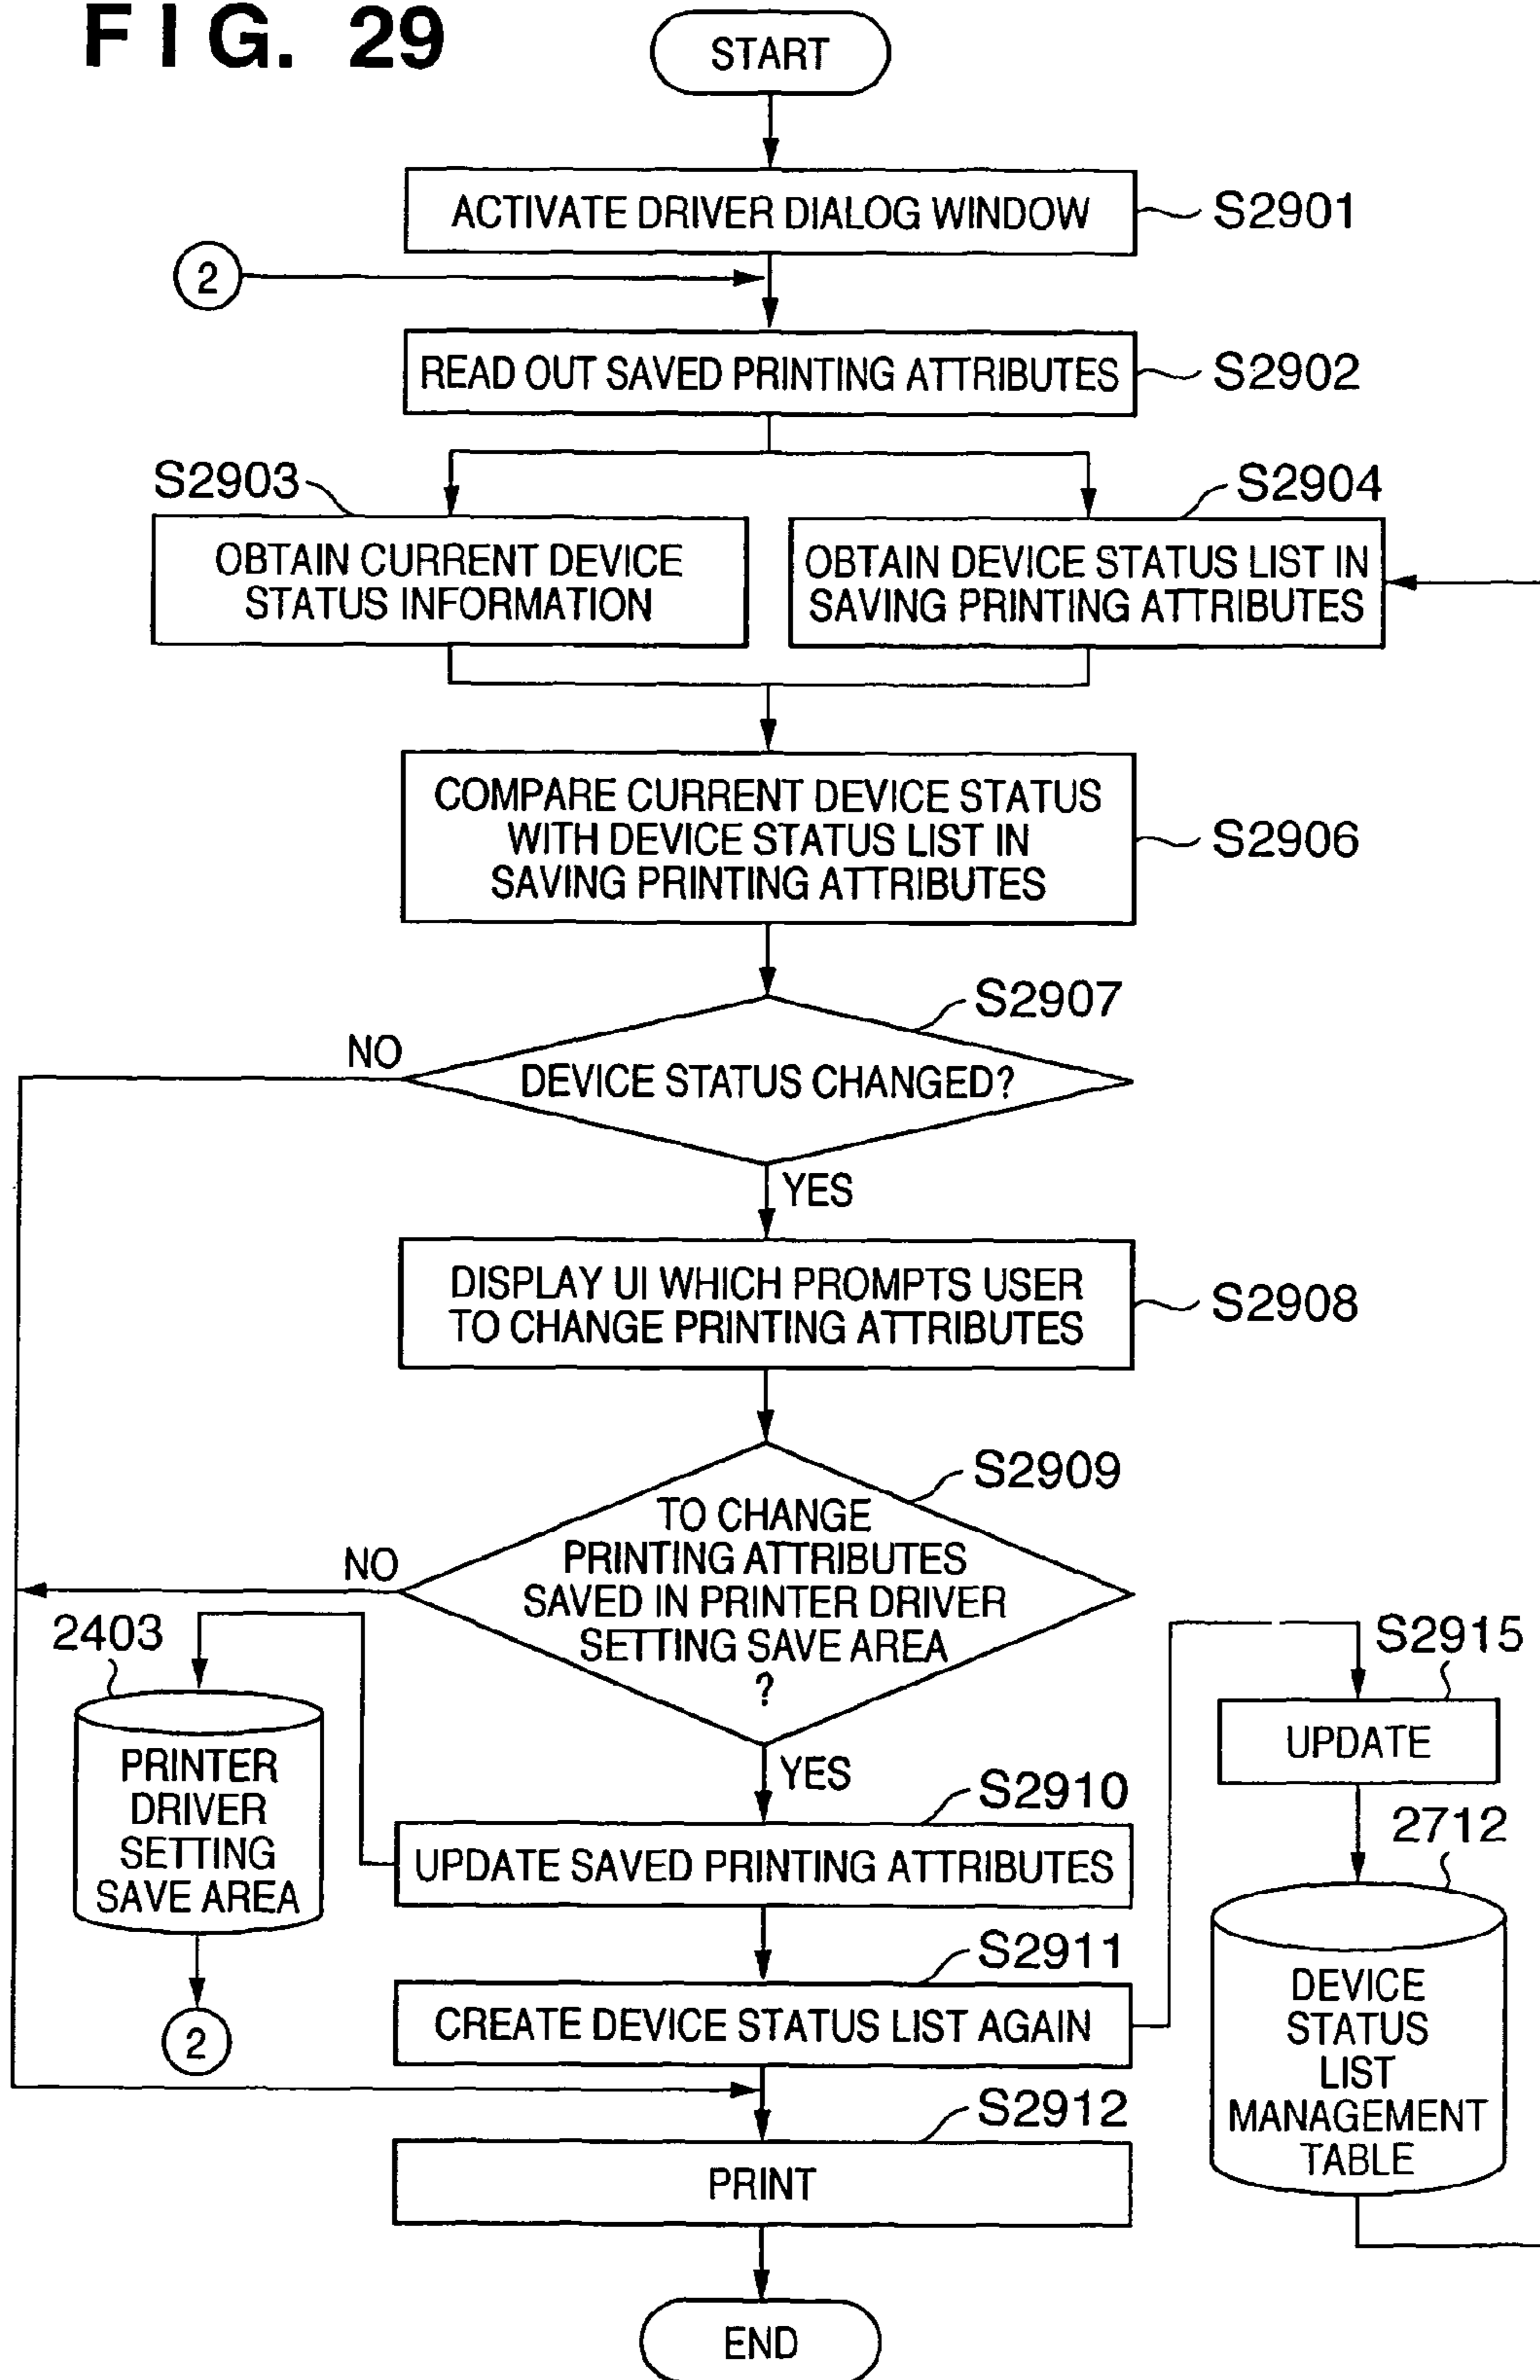 FIG. 29
START
ACTIVATE DRIVER DIALOG WINDOW
S2901
2
READ OUT SAVED PRINTING ATTRIBUTES
S2902
S2903
OBTAIN CURRENT DEVICE
STATUS INFORMATION
S2904
OBTAIN DEVICE STATUS LIST IN
SAVING PRINTING ATTRIBUTES
COMPARE CURRENT DEVICE STATUS
WITH DEVICE STATUS LIST IN
SAVING PRINTING ATTRIBUTES
S2906
S2907
NO
DEVICE STATUS CHANGED?
YES
DISPLAY UI WHICH PROMPTS USER
TO CHANGE PRINTING ATTRIBUTES
S2908
S2909
TO CHANGE
PRINTING ATTRIBUTES
SAVED IN PRINTER DRIVER
SETTING SAVE AREA
?
NO
YES
2403
PRINTER
DRIVER
SETTING
SAVE AREA
2
S2910
UPDATE SAVED PRINTING ATTRIBUTES
S2911
CREATE DEVICE STATUS LIST AGAIN
S2915
UPDATE
2712
DEVICE
STATUS
LIST
MANAGEMENT
TABLE
S2912
PRINT
END